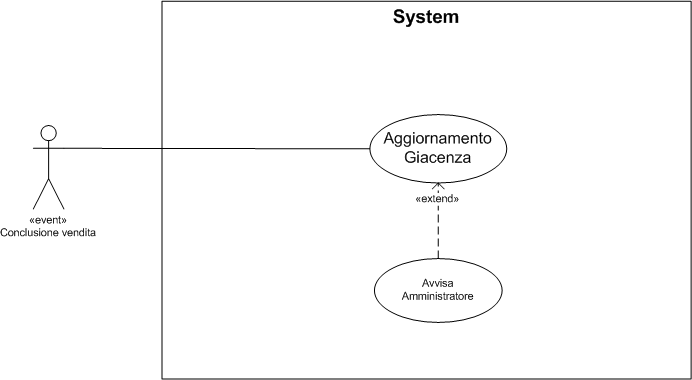 System
Aggiornamento
Giacenza
«extend»
«event»
Conclusione vendita
Avvisa
Amministratore